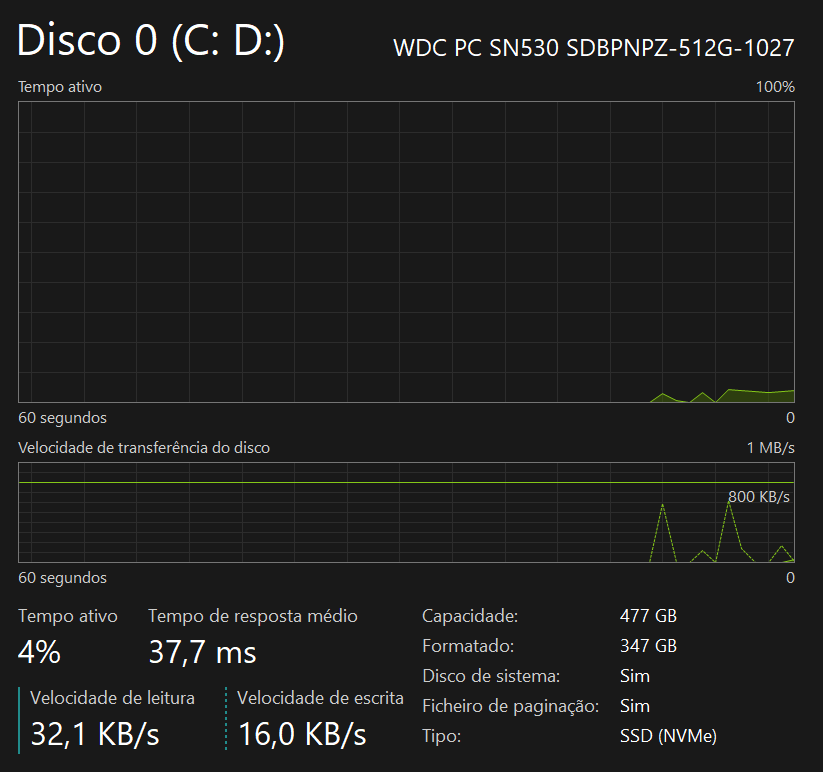 Disco 0 (C: D:)
WDC PC SN530 SDBPNPZ-512G-1027
Tempo ativo
100%
60 segundos
0
Velocidade de transferência do disco
1 MB/s
800 KB/s
60 segundos
0
Tempo ativo
4%
Tempo de resposta médio
37,7 ms
Velocidade de leitura
32,1 KB/s
Velocidade de escrita
16,0 KB/s
Capacidade: 477 GB
Formatado: 347 GB
Disco de sistema: Sim
Ficheiro de paginação: Sim
Tipo: SSD (NVMe)